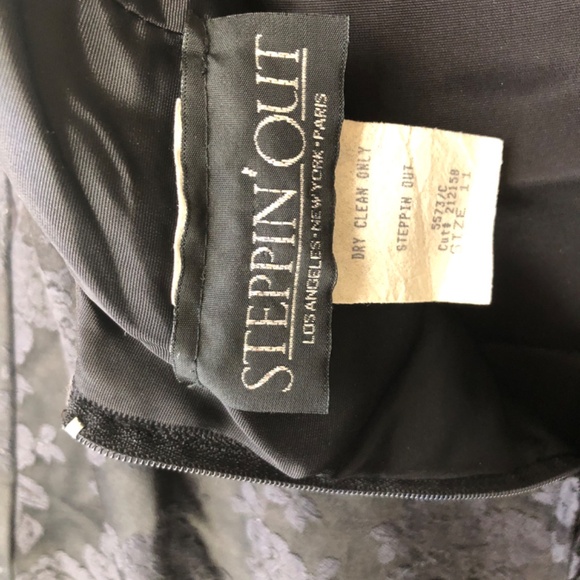 STEPPIN' OUT
LOS ANGELES • NEW YORK • PARIS
DRY CLEAN ONLY
STEPPIN OUT
5573/C
Cut# 212158
SIZE 11